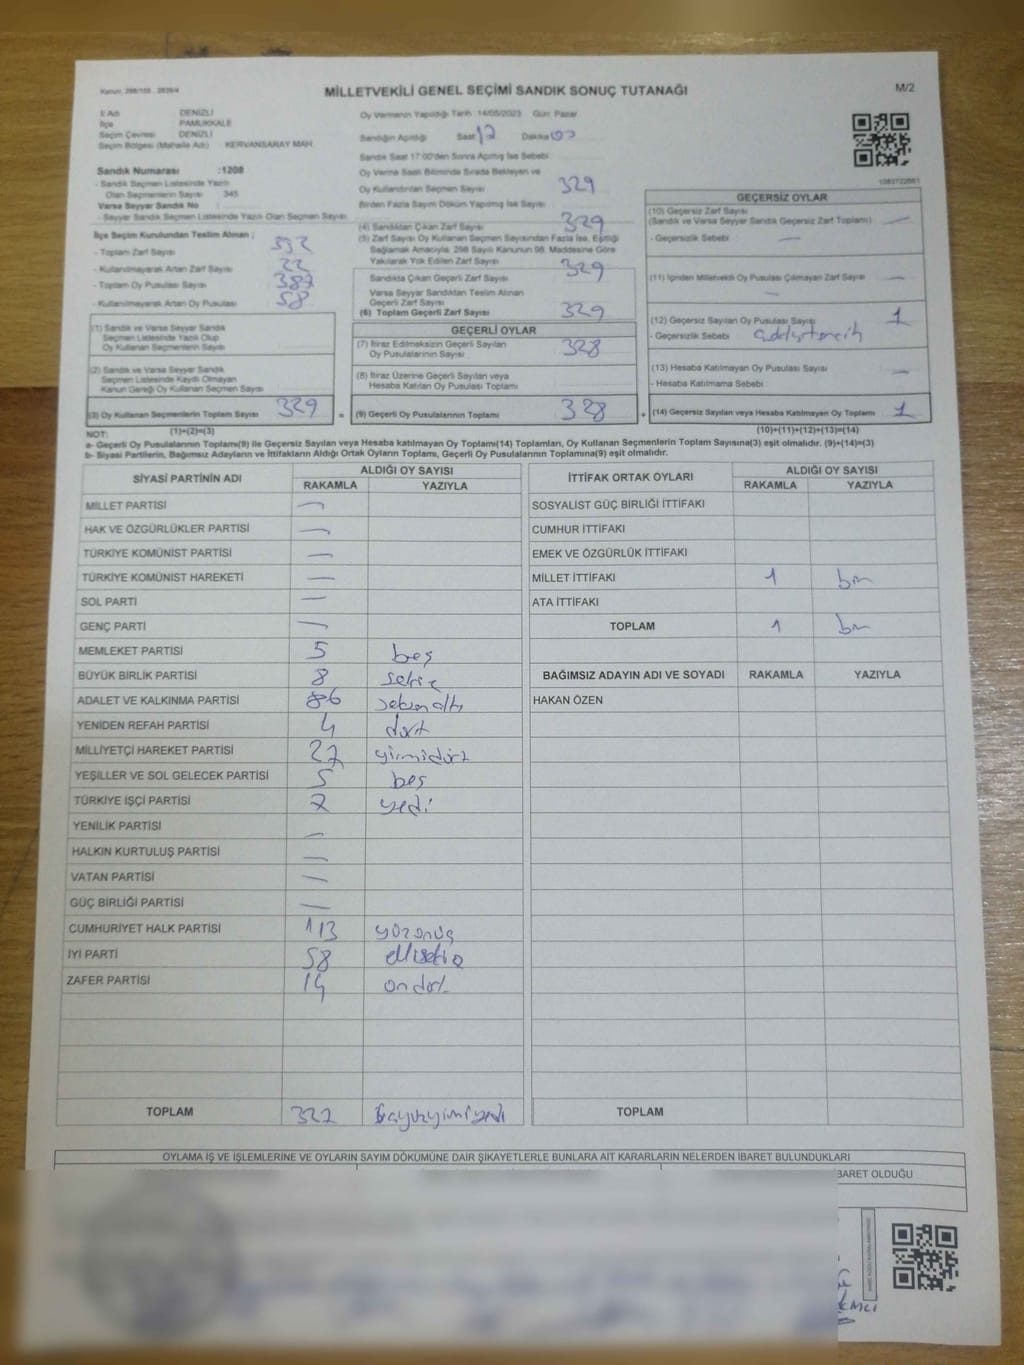 Kanun, 298/105 , 2839/4
MİLLETVEKİLİ GENEL SEÇİMİ SANDIK SONUÇ TUTANAĞI
M/2
İl Adı DENİZLİ
İlçe PAMUKKALE
Seçim Çevresi DENİZLİ
Seçim Bölgesi (Mahalle Adı) : KERVANSARAY MAH.
Oy Vermenin Yapıldığı Tarih :14/05/2023 Gün: Pazar
Sandığın Açıldığı Saat 17 Dakika 00
Sandık Saat 17:00'den Sonra Açılmış İse Sebebi
Sandık Numarası :1208
- Sandık Seçmen Listesinde Yazılı
Olan Seçmenlerin Sayısı 345
Varsa Seyyar Sandık No
- Seyyar Sandık Seçmen Listesinde Yazılı Olan Seçmen Sayısı
Oy Verme Saati Bitiminde Sırada Bekleyen ve
Oy Kullandırılan Seçmen Sayısı 329
Birden Fazla Sayım Döküm Yapılmış İse Sayısı
İlçe Seçim Kurulundan Teslim Alınan ;
- Toplam Zarf Sayısı
- Kullanılmayarak Artan Zarf Sayısı 22
- Toplam Oy Pusulası Sayısı 387
- Kullanılmayarak Artan Oy Pusulası 58
(4) Sandıktan Çıkan Zarf Sayısı 329
(5) Zarf Sayısı Oy Kullanan Seçmen Sayısından Fazla İse, Eşitliği
Sağlamak Amacıyla, 298 Sayılı Kanunun 98. Maddesine Göre
Yakılarak Yok Edilen Zarf Sayısı
Sandıkta Çıkan Geçerli Zarf Sayısı 329
Varsa Seyyar Sandıktan Teslim Alınan
Geçerli Zarf Sayısı
(6) Toplam Geçerli Zarf Sayısı 329
GEÇERSİZ OYLAR
(10) Geçersiz Zarf Sayısı
(Sandık ve Varsa Seyyar Sandık Geçersiz Zarf Toplamı) —
- Geçersizlik Sebebi —
(11) İçinden Milletvekili Oy Pusulası Çıkmayan Zarf Sayısı —
—
(12) Geçersiz Sayılan Oy Pusulası Sayısı 1
- Geçersizlik Sebebi
(13) Hesaba Katılmayan Oy Pusulası Sayısı —
- Hesaba Katılmama Sebebi
(1) Sandık ve Varsa Seyyar Sandık
Seçmen Listesinde Yazılı Olup
Oy Kullanan Seçmenlerin Sayısı
(2) Sandık ve Varsa Seyyar Sandık
Seçmen Listesinde Kayıtlı Olmayan
Kanun Gereği Oy Kullanan Seçmen Sayısı
GEÇERLİ OYLAR
(7) İtiraz Edilmeksizin Geçerli Sayılan
Oy Pusulalarının Sayısı 328
(8) İtiraz Üzerine Geçerli Sayılan veya
Hesaba Katılan Oy Pusulası Toplamı
(3) Oy Kullanan Seçmenlerin Toplam Sayısı 329 = (9) Geçerli Oy Pusulalarının Toplamı 328 + (14) Geçersiz Sayılan veya Hesaba Katılmayan Oy Toplamı 1
NOT: (1)+(2)=(3) (10)+(11)+(12)+(13)=(14)
a- Geçerli Oy Pusulalarının Toplamı(9) ile Geçersiz Sayılan veya Hesaba katılmayan Oy Toplamı(14) Toplamları, Oy Kullanan Seçmenlerin Toplam Sayısına(3) eşit olmalıdır. (9)+(14)=(3)
b- Siyasi Partilerin, Bağımsız Adayların ve İttifakların Aldığı Ortak Oyların Toplamı, Geçerli Oy Pusulalarının Toplamına(9) eşit olmalıdır.
SİYASİ PARTİNİN ADI ALDIĞI OY SAYISI
RAKAMLA YAZIYLA
MİLLET PARTİSİ —
HAK VE ÖZGÜRLÜKLER PARTİSİ —
TÜRKİYE KOMÜNİST PARTİSİ —
TÜRKİYE KOMÜNİST HAREKETİ —
SOL PARTİ —
GENÇ PARTİ —
MEMLEKET PARTİSİ 5 beş
BÜYÜK BİRLİK PARTİSİ 8 sekiz
ADALET VE KALKINMA PARTİSİ 86 seksenaltı
YENİDEN REFAH PARTİSİ 4 dört
MİLLİYETÇİ HAREKET PARTİSİ 27
YEŞİLLER VE SOL GELECEK PARTİSİ 5 beş
TÜRKİYE İŞÇİ PARTİSİ 7 yedi
YENİLİK PARTİSİ —
HALKIN KURTULUŞ PARTİSİ —
VATAN PARTİSİ —
GÜÇ BİRLİĞİ PARTİSİ —
CUMHURİYET HALK PARTİSİ 113 yüzonüç
İYİ PARTİ 58 ellisekiz
ZAFER PARTİSİ 14 ondört
TOPLAM 327 üçyüzyirmiyedi
İTTİFAK ORTAK OYLARI ALDIĞI OY SAYISI
RAKAMLA YAZIYLA
SOSYALİST GÜÇ BİRLİĞİ İTTİFAKI
CUMHUR İTTİFAKI
EMEK VE ÖZGÜRLÜK İTTİFAKI
MİLLET İTTİFAKI 1 bir
ATA İTTİFAKI
TOPLAM 1 bir
BAĞIMSIZ ADAYIN ADI VE SOYADI RAKAMLA YAZIYLA
HAKAN ÖZEN
TOPLAM
OYLAMA İŞ VE İŞLEMLERİNE VE OYLARIN SAYIM DÖKÜMÜNE DAİR ŞİKAYETLERLE BUNLARA AİT KARARLARIN NELERDEN İBARET BULUNDUKLARI
BARET OLDUĞU